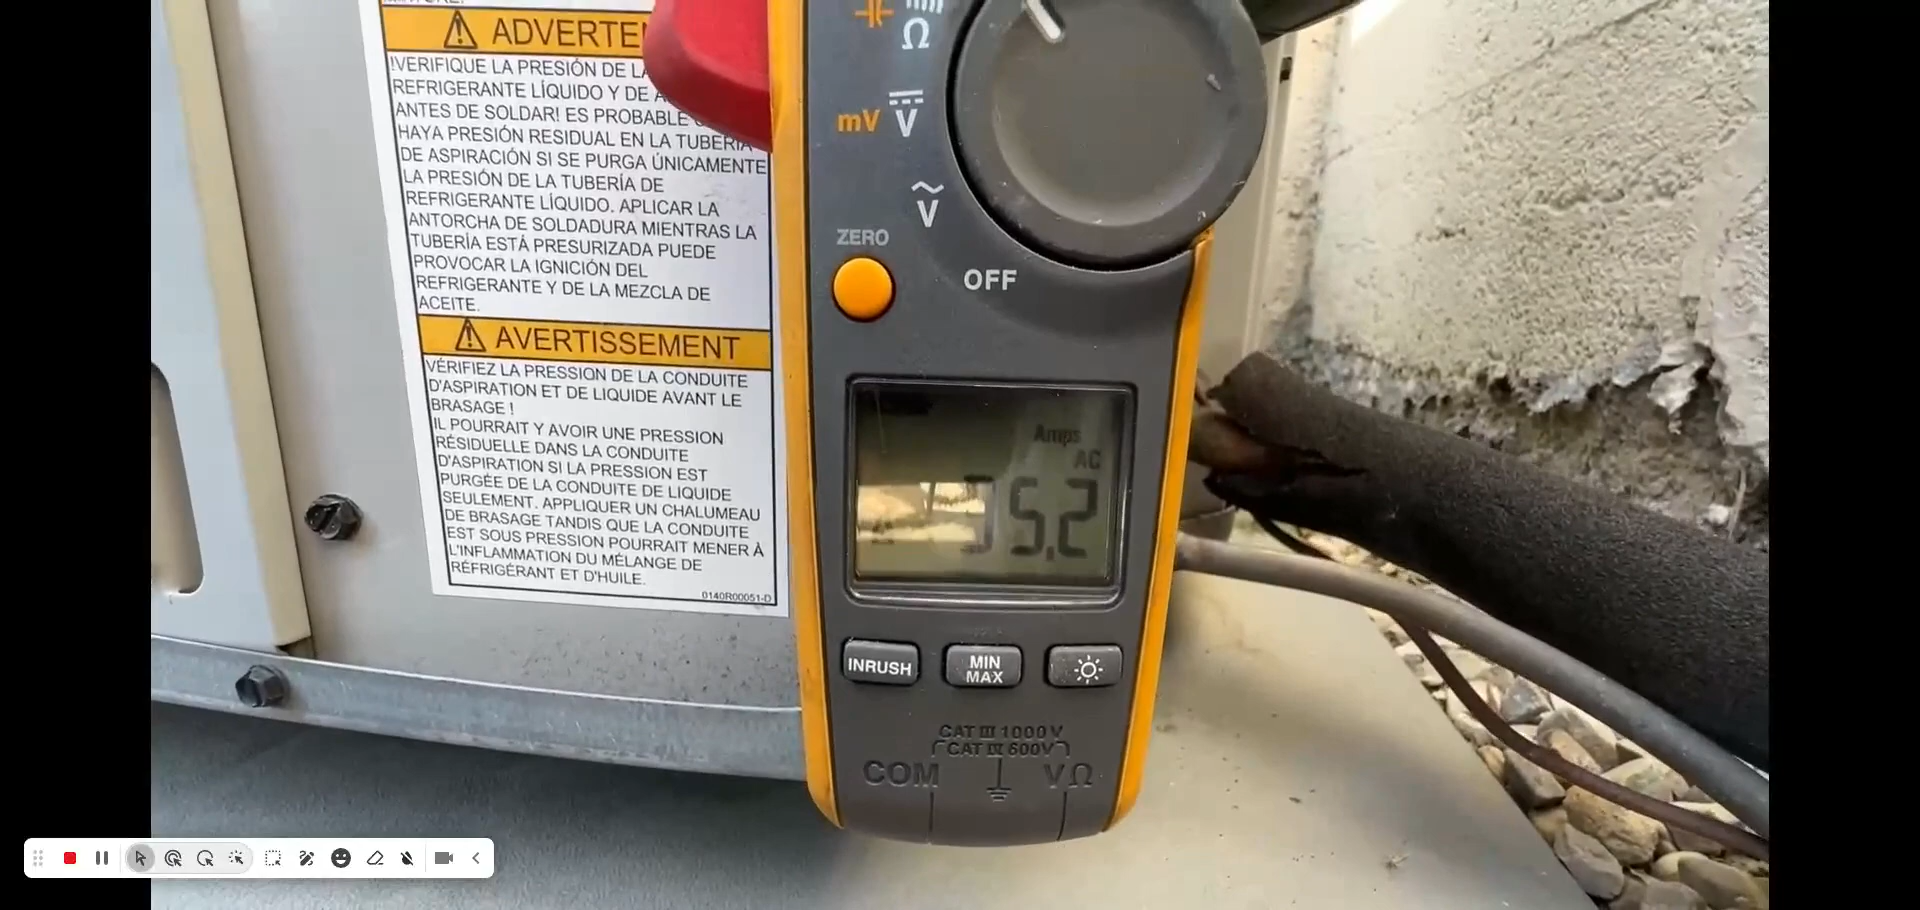 ADVERTEN
!VERIFIQUE LA PRESIÓN DE LA
REFRIGERANTE LÍQUIDO Y DE
ANTES DE SOLDAR! ES PROBABLE
HAYA PRESIÓN RESIDUAL EN LA TUBERÍA
DE ASPIRACIÓN SI SE PURGA ÚNICAMENTE
LA PRESIÓN DE LA TUBERÍA DE
REFRIGERANTE LÍQUIDO. APLICAR LA
ANTORCHA DE SOLDADURA MIENTRAS LA
TUBERÍA ESTÁ PRESURIZADA PUEDE
PROVOCAR LA IGNICIÓN DEL
REFRIGERANTE Y DE LA MEZCLA DE
ACEITE.
AVERTISSEMENT
VÉRIFIEZ LA PRESSION DE LA CONDUITE
D'ASPIRATION ET DE LIQUIDE AVANT LE
BRASAGE !
IL POURRAIT Y AVOIR UNE PRESSION
RÉSIDUELLE DANS LA CONDUITE
D'ASPIRATION SI LA PRESSION EST
PURGÉE DE LA CONDUITE DE LIQUIDE
SEULEMENT. APPLIQUER UN CHALUMEAU
DE BRASAGE TANDIS QUE LA CONDUITE
EST SOUS PRESSION POURRAIT MENER À
L'INFLAMMATION DU MÉLANGE DE
RÉFRIGÉRANT ET D'HUILE.
0140R00051-D
Ω
mV V
V
ZERO
OFF
Amps
AC
35.2
INRUSH
MIN
MAX
CAT III 1000 V
CAT IV 600V
COM VΩ